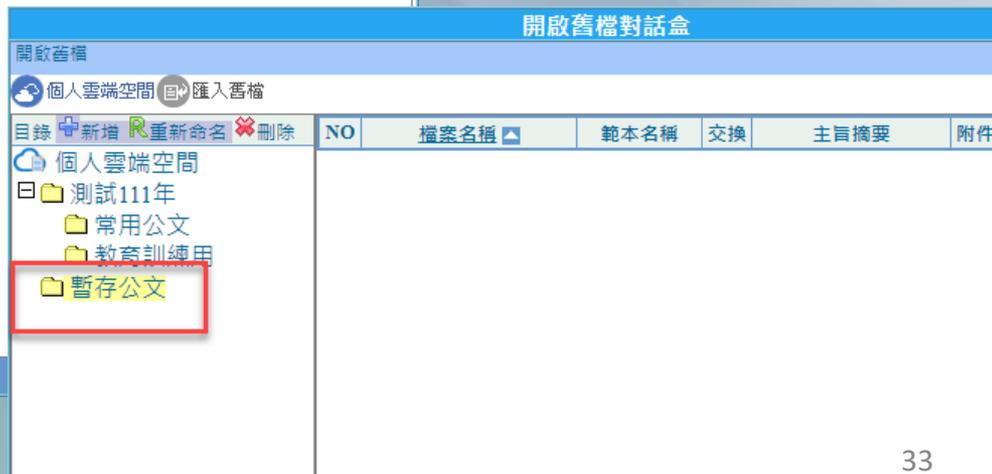 開啟舊檔對話盒
開啟舊檔
個人雲端空間 匯入舊檔
目錄 新增 重新命名 刪除
NO 檔案名稱 範本名稱 交換 主旨摘要 附件
個人雲端空間
測試111年
常用公文
教育訓練用
暫存公文
33